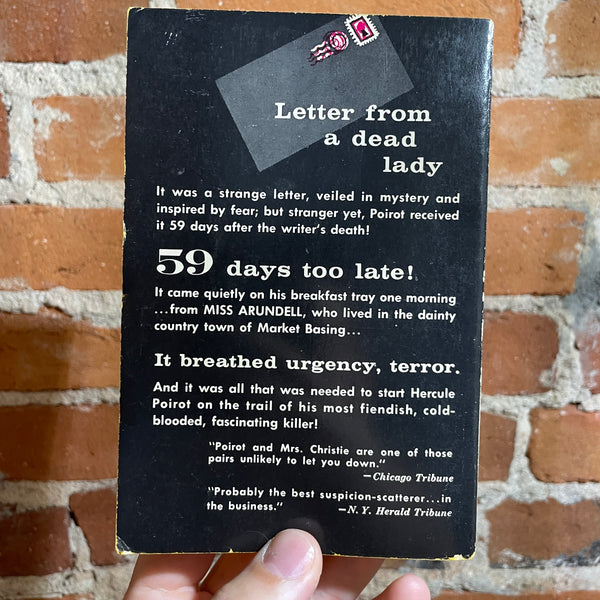 Letter from
a dead
lady
It was a strange letter, veiled in mystery and
inspired by fear; but stranger yet, Poirot received
it 59 days after the writer's death!
59 days too late!
It came quietly on his breakfast tray one morning
...from MISS ARUNDELL, who lived in the dainty
country town of Market Basing...
It breathed urgency, terror.
And it was all that was needed to start Hercule
Poirot on the trail of his most fiendish, cold-
blooded, fascinating killer!
"Poirot and Mrs. Christie are one of those
pairs unlikely to let you down."
—Chicago Tribune
"Probably the best suspicion-scatterer...in
the business." —N. Y. Herald Tribune